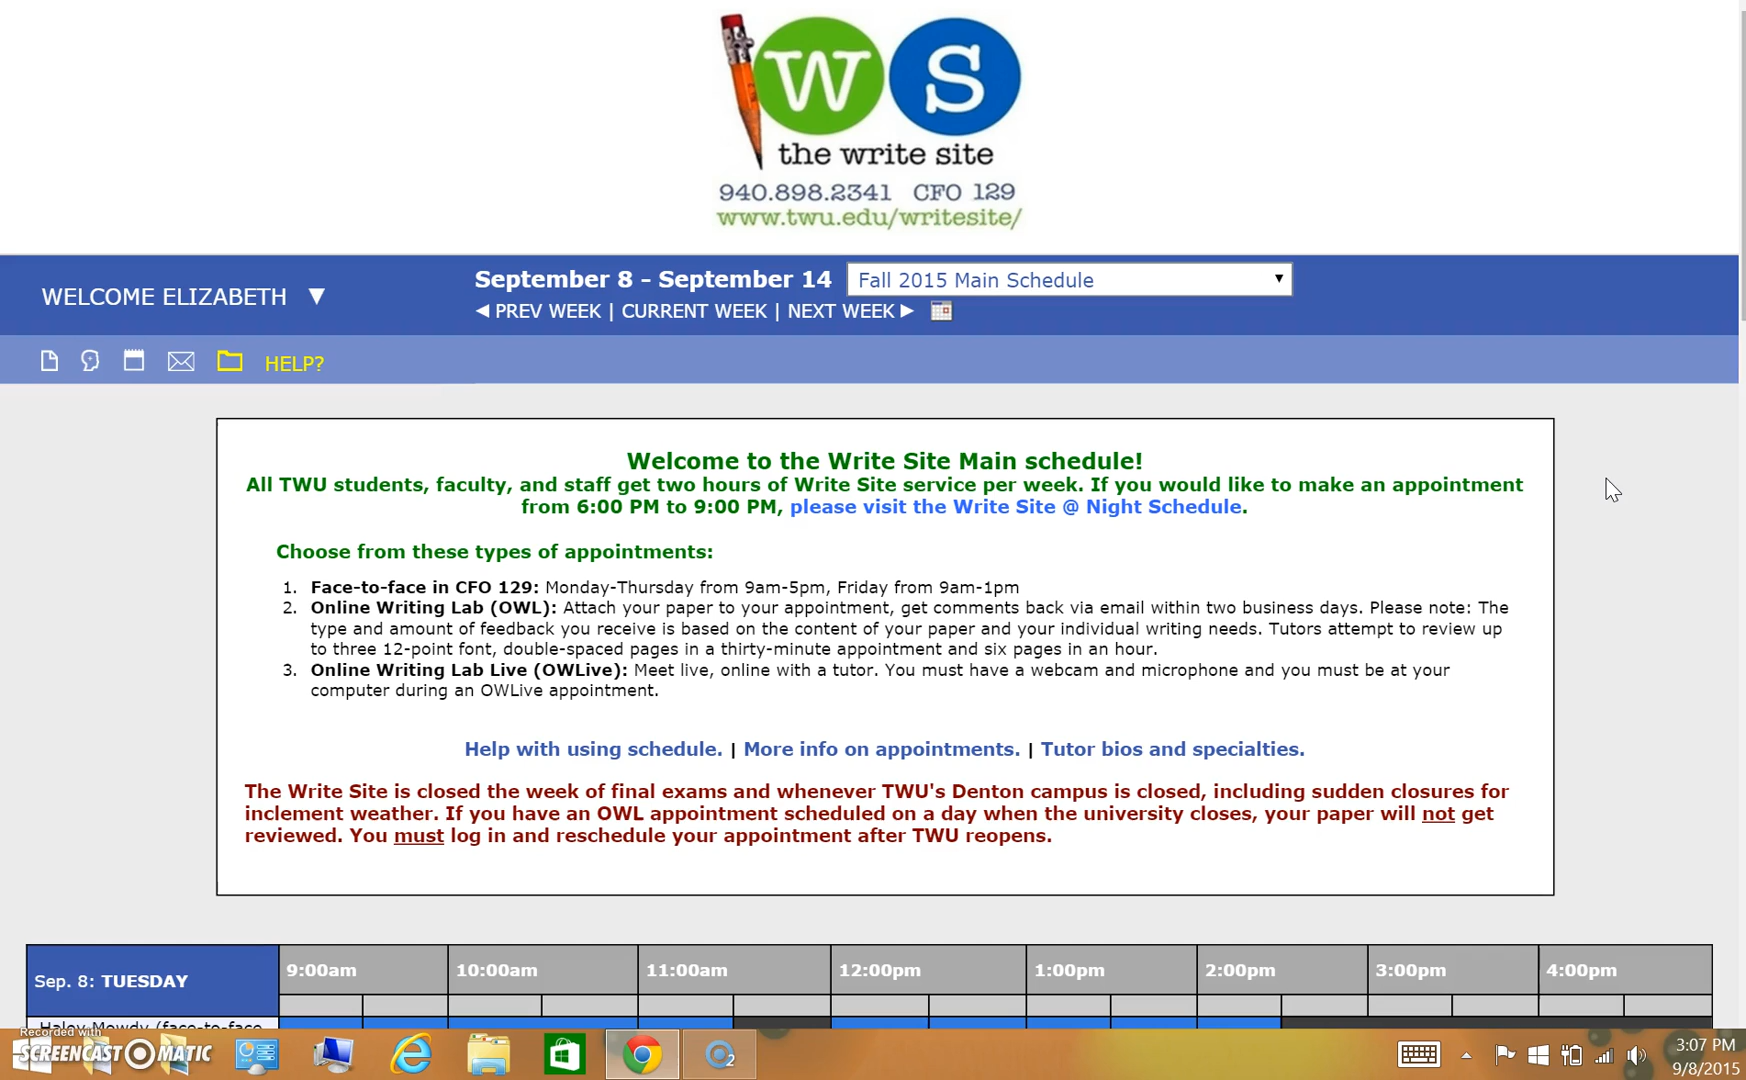 W S
the write site
940.898.2341 CFO 129
www.twu.edu/writesite/
WELCOME ELIZABETH ▼
September 8 - September 14
Fall 2015 Main Schedule
◀ PREV WEEK | CURRENT WEEK | NEXT WEEK ▶
HELP?
Welcome to the Write Site Main schedule!
All TWU students, faculty, and staff get two hours of Write Site service per week. If you would like to make an appointment
from 6:00 PM to 9:00 PM, please visit the Write Site @ Night Schedule.
Choose from these types of appointments:
1. Face-to-face in CFO 129: Monday-Thursday from 9am-5pm, Friday from 9am-1pm
2. Online Writing Lab (OWL): Attach your paper to your appointment, get comments back via email within two business days. Please note: The
type and amount of feedback you receive is based on the content of your paper and your individual writing needs. Tutors attempt to review up
to three 12-point font, double-spaced pages in a thirty-minute appointment and six pages in an hour.
3. Online Writing Lab Live (OWLive): Meet live, online with a tutor. You must have a webcam and microphone and you must be at your
computer during an OWLive appointment.
Help with using schedule. | More info on appointments. | Tutor bios and specialties.
The Write Site is closed the week of final exams and whenever TWU's Denton campus is closed, including sudden closures for
inclement weather. If you have an OWL appointment scheduled on a day when the university closes, your paper will not get
reviewed. You must log in and reschedule your appointment after TWU reopens.
Sep. 8: TUESDAY 9:00am 10:00am 11:00am 12:00pm 1:00pm 2:00pm 3:00pm 4:00pm
Haley Mowdy (face-to-face
Recorded with
SCREENCAST-O-MATIC
2
3:07 PM
9/8/2015